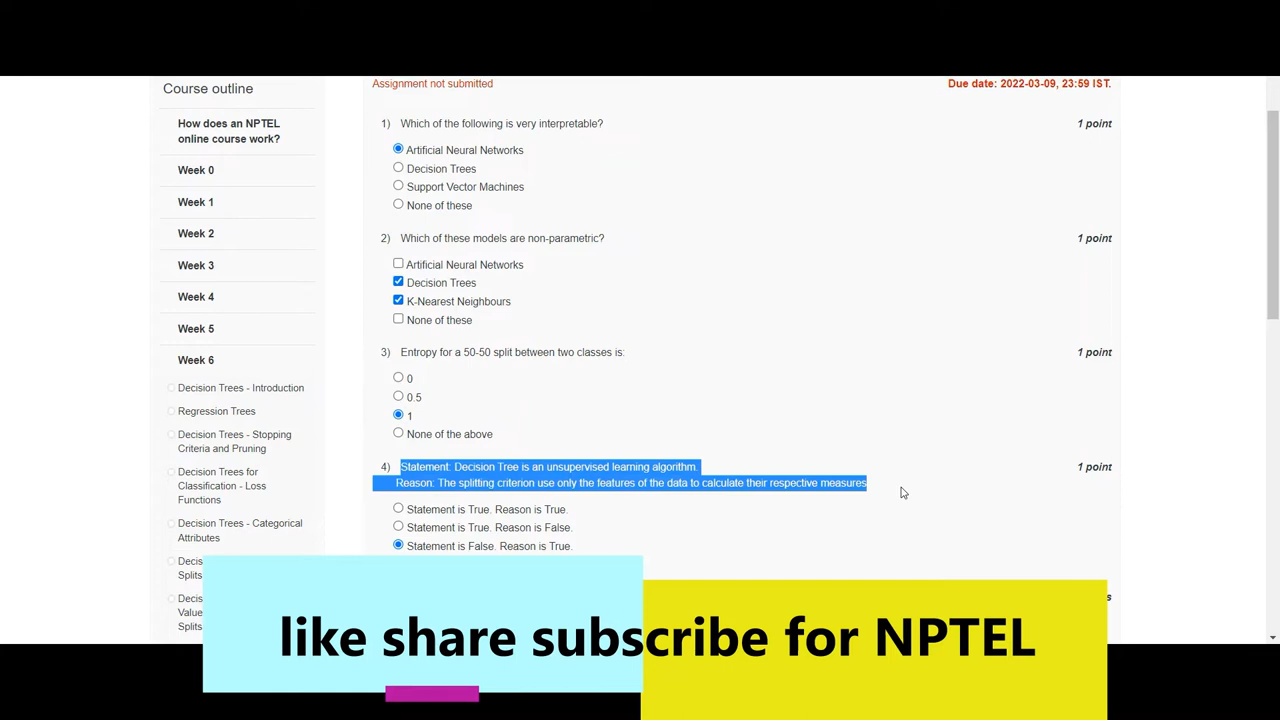 Course outline
Assignment not submitted
Due date: 2022-03-09, 23:59 IST.
How does an NPTEL
online course work?
Week 0
Week 1
Week 2
Week 3
Week 4
Week 5
Week 6
Decision Trees - Introduction
Regression Trees
Decision Trees - Stopping
Criteria and Pruning
Decision Trees for
Classification - Loss
Functions
Decision Trees - Categorical
Attributes
Splits
Value
Splits
1) Which of the following is very interpretable? 1 point
Artificial Neural Networks
Decision Trees
Support Vector Machines
None of these
2) Which of these models are non-parametric? 1 point
Artificial Neural Networks
Decision Trees
K-Nearest Neighbours
None of these
3) Entropy for a 50-50 split between two classes is: 1 point
0
0.5
1
None of the above
4) Statement: Decision Tree is an unsupervised learning algorithm. 1 point
Reason: The splitting criterion use only the features of the data to calculate their respective measures
Statement is True. Reason is True.
Statement is True. Reason is False.
Statement is False. Reason is True.
like share subscribe for NPTEL